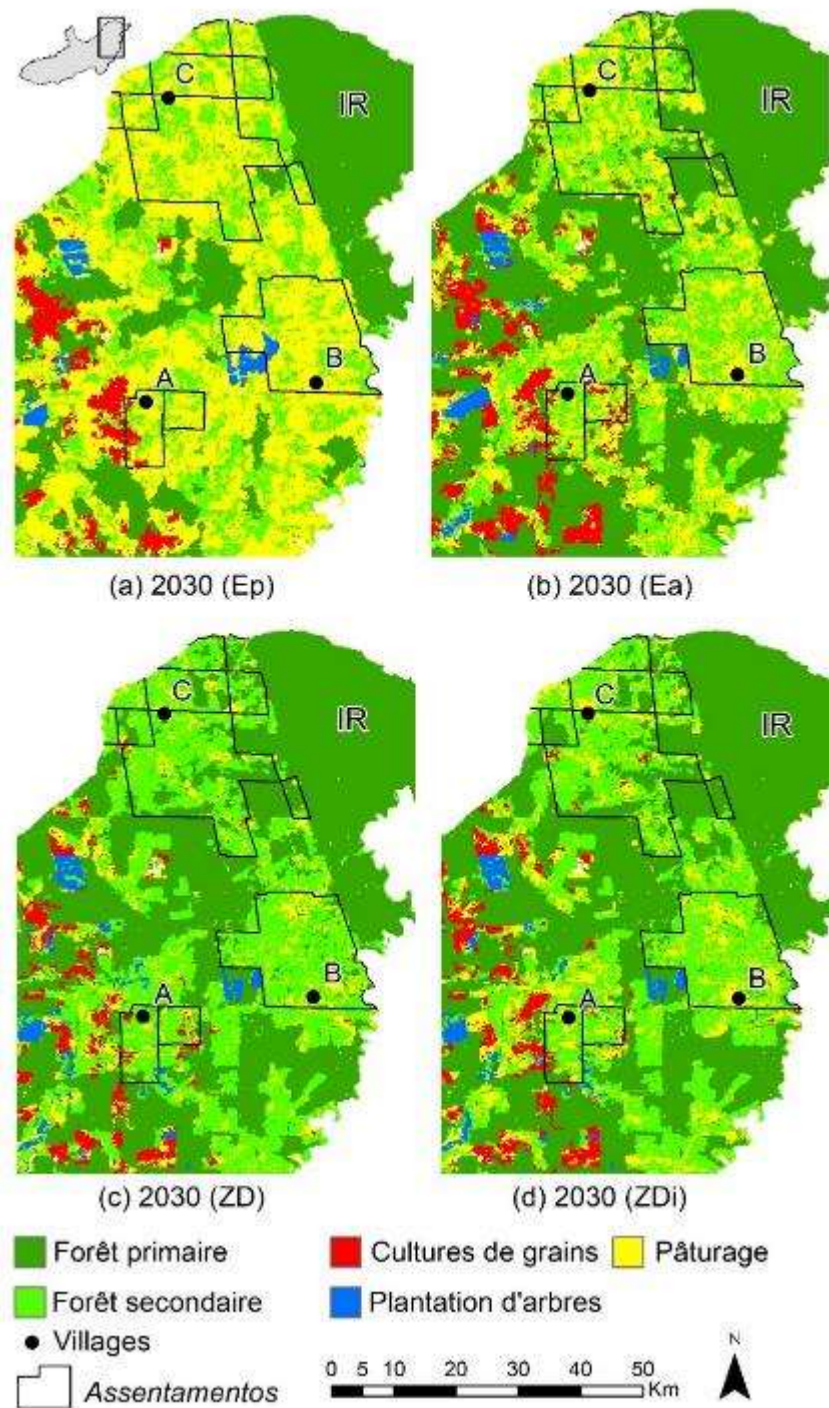 C
IR
A
B
C
IR
A
B
(a) 2030 (Ep)
(b) 2030 (Ea)
C
IR
A
B
C
IR
A
B
(c) 2030 (ZD)
(d) 2030 (ZDi)
Forêt primaire
Cultures de grains
Pâturage
Forêt secondaire
Plantation d'arbres
Villages
Assentamentos
0 5 10 20 30 40 50
Km
N